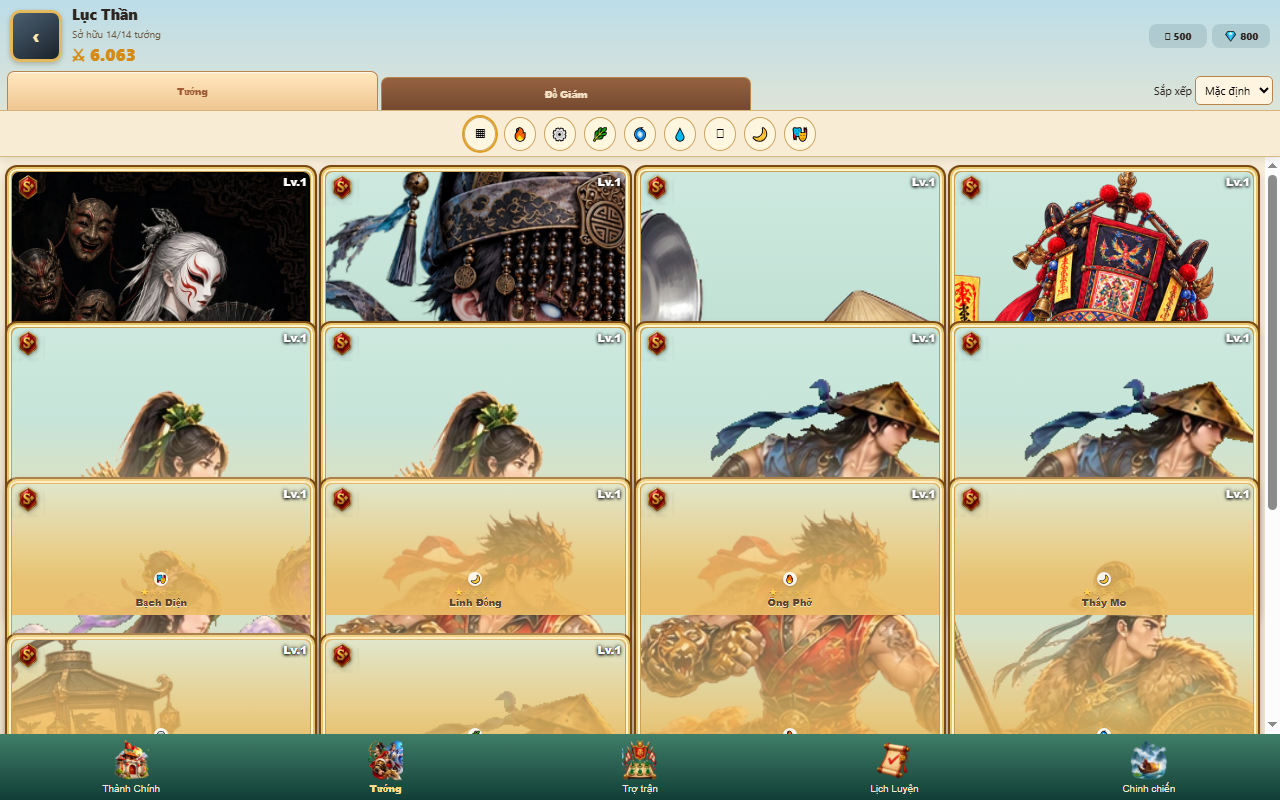 Lục Thần
Sở hữu 14/14 tướng
⚔ 6.063
500
800
Tướng
Đồ Giám
Sắp xếp
Mặc định
S+ Lv.1
S+ Lv.1
S+ Lv.1
S+ Lv.1
S+ Lv.1
S+ Lv.1
S+ Lv.1
S+ Lv.1
S+ Lv.1
S+ Lv.1
S+ Lv.1
S+ Lv.1
Bạch Diện
Linh Đồng
Ông Phỗ
Thầy Mo
S+ Lv.1
S+ Lv.1
Thành Chính
Tướng
Trợ trận
Lịch Luyện
Chinh chiến